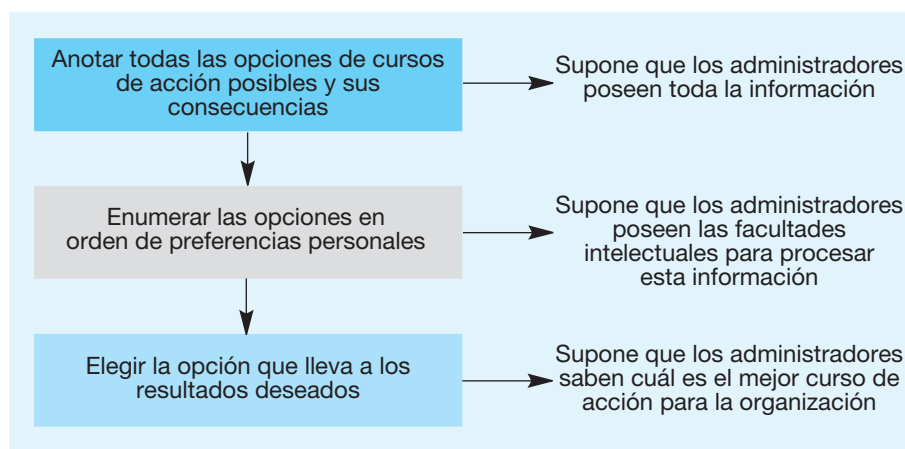 Anotar todas las opciones de cursos
de acción posibles y sus
consecuencias
Supone que los administradores
poseen toda la información
Enumerar las opciones en
orden de preferencias personales
Supone que los administradores
poseen las facultades
intelectuales para procesar
esta información
Elegir la opción que lleva a los
resultados deseados
Supone que los administradores
saben cuál es el mejor curso de
acción para la organización